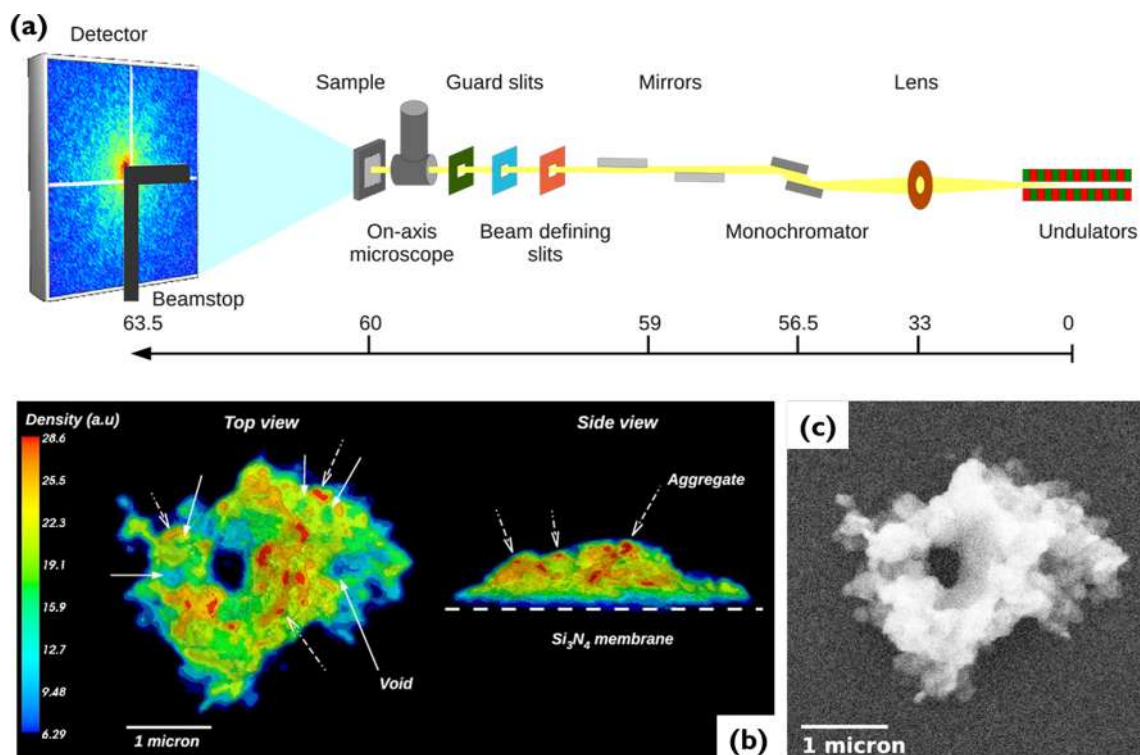 (a)
Detector
Sample
Guard slits
Mirrors
Lens
On-axis
microscope
Beam defining
slits
Monochromator
Undulators
Beamstop
63.5
60
59
56.5
33
0
Density (a.u)
28.6
25.5
22.3
19.1
15.9
12.7
9.48
6.29
Top view
Side view
Aggregate
Si₃N₄ membrane
Void
1 micron
(b)
(c)
1 micron